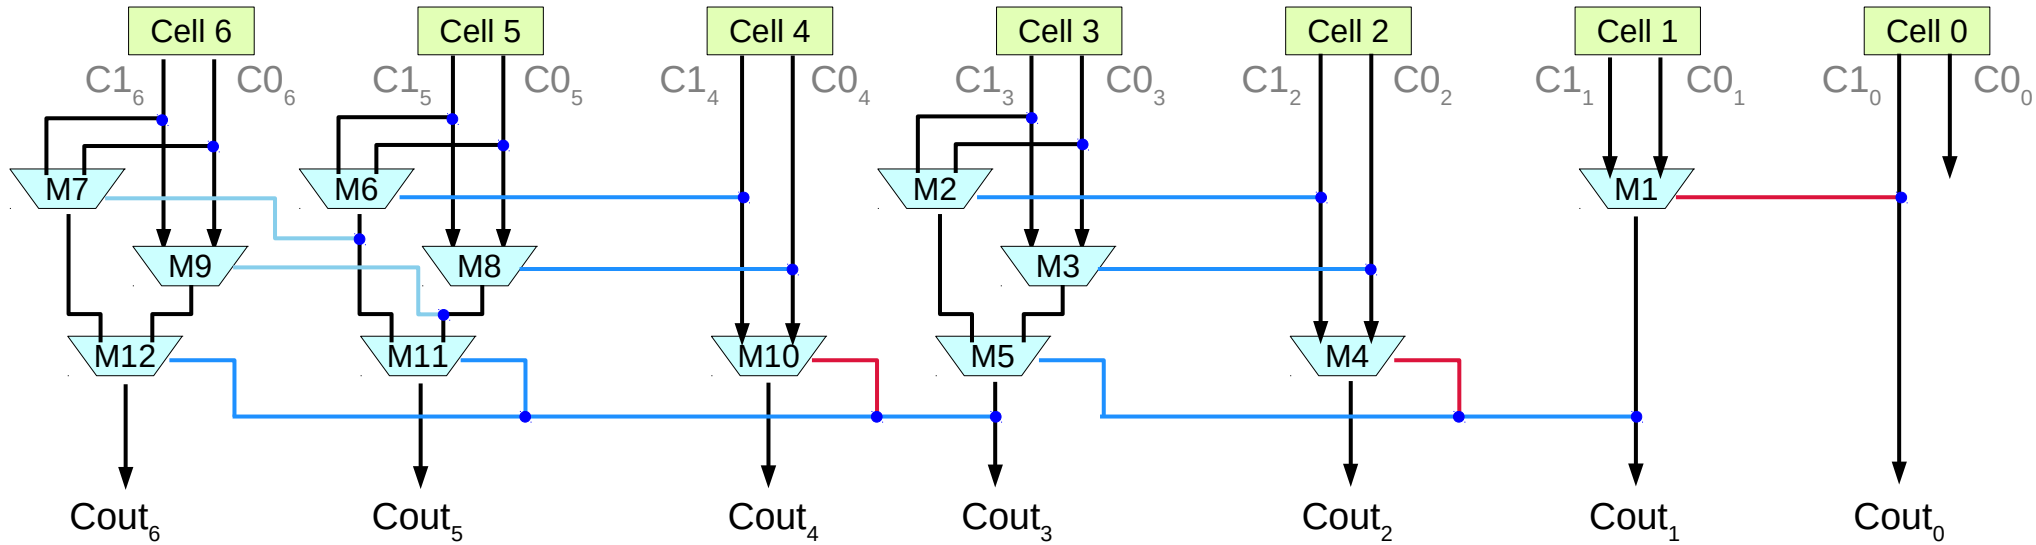 Cell 6 Cell 5 Cell 4 Cell 3 Cell 2 Cell 1 Cell 0
C1₆ C0₆ C1₅ C0₅ C1₄ C0₄ C1₃ C0₃ C1₂ C0₂ C1₁ C0₁ C1₀ C0₀
M7 M6 M2 M1
M9 M8 M3
M12 M11 M10 M5 M4
Cout₆ Cout₅ Cout₄ Cout₃ Cout₂ Cout₁ Cout₀